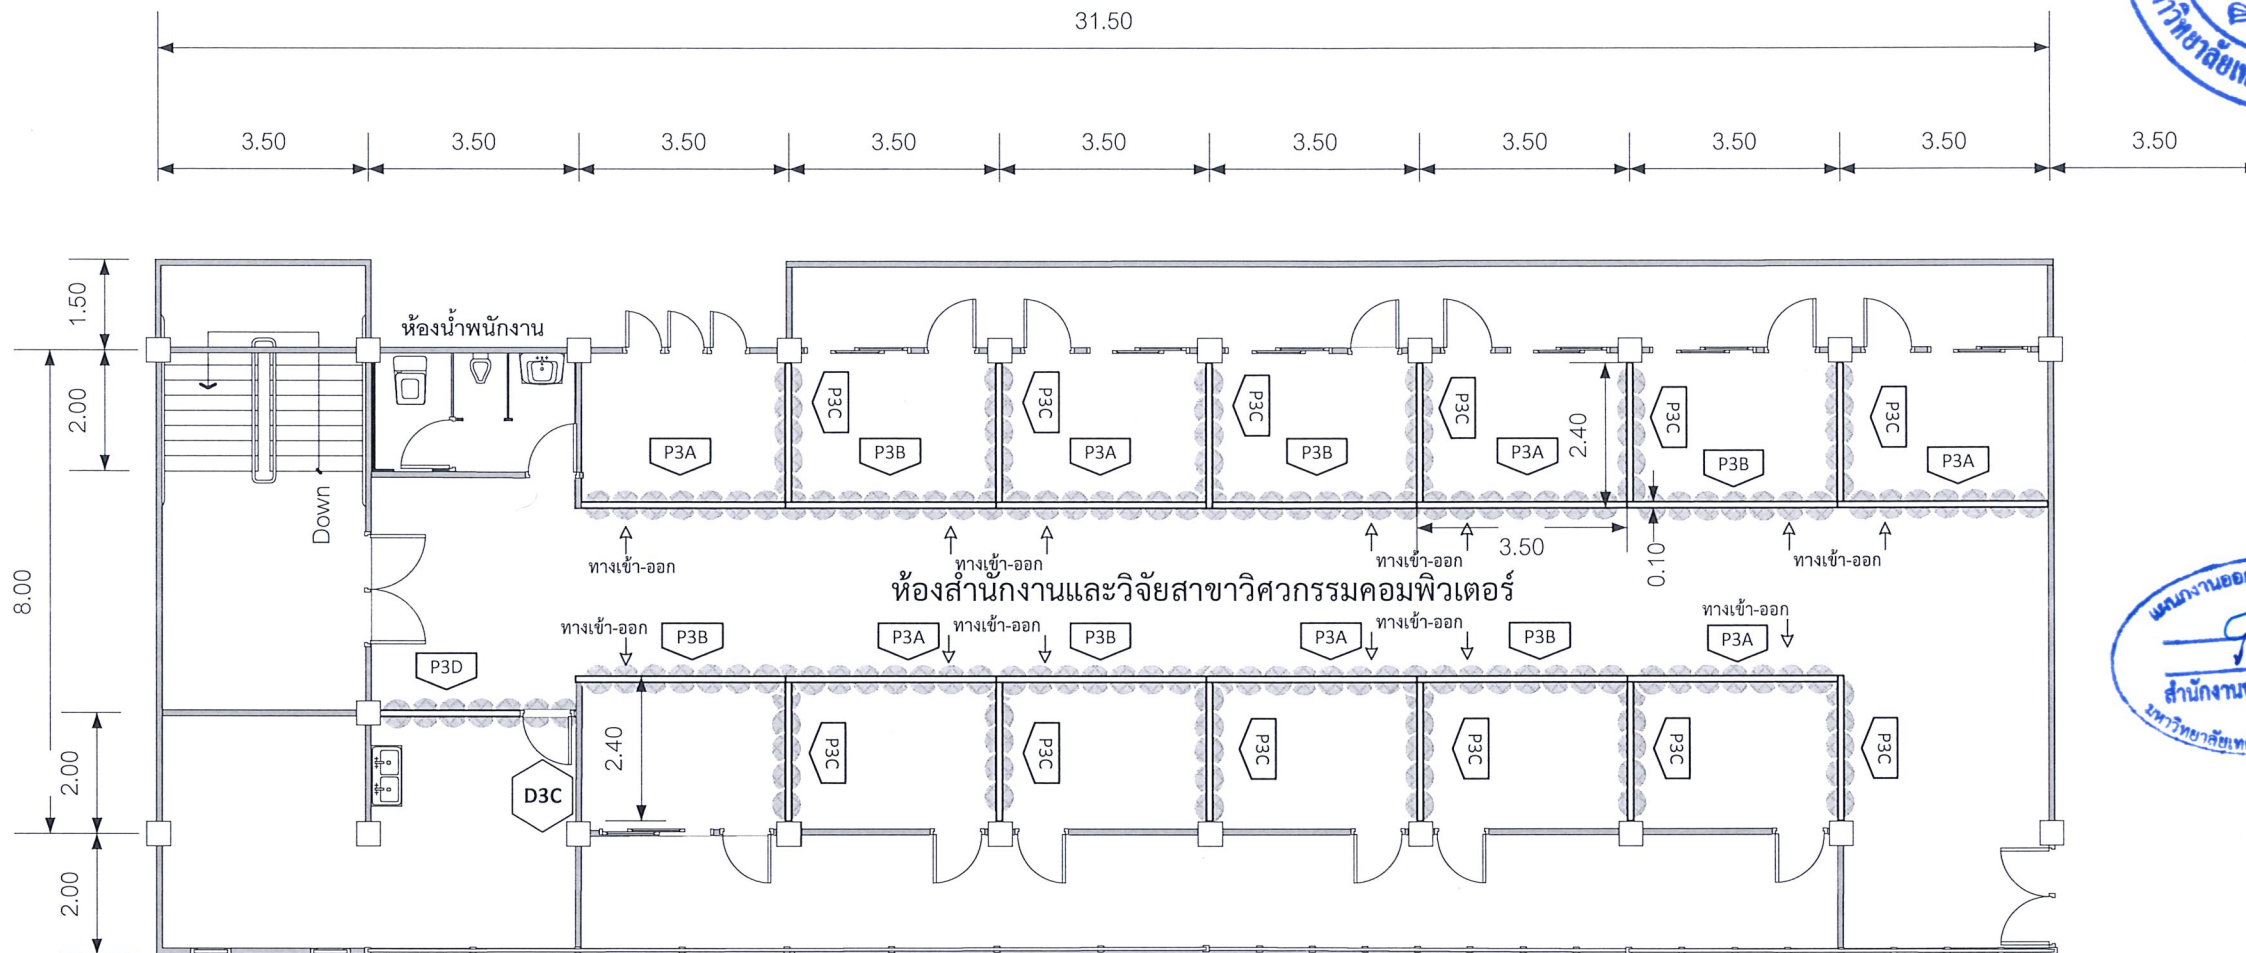 31.50
3.50 3.50 3.50 3.50 3.50 3.50 3.50 3.50 3.50 3.50
1.50
2.00
8.00
2.00
2.00
ห้องน้ำพนักงาน
Down
P3C P3C P3C P3C P3C P3C
P3A P3B P3A P3B P3A P3B P3A
2.40
3.50
0.10
ทางเข้า-ออก ทางเข้า-ออก ทางเข้า-ออก ทางเข้า-ออก
ห้องสำนักงานและวิจัยสาขาวิศวกรรมคอมพิวเตอร์
ทางเข้า-ออก ทางเข้า-ออก ทางเข้า-ออก ทางเข้า-ออก
P3D P3B P3A P3B P3A P3B P3A
2.40
P3C P3C P3C P3C P3C P3C
D3C